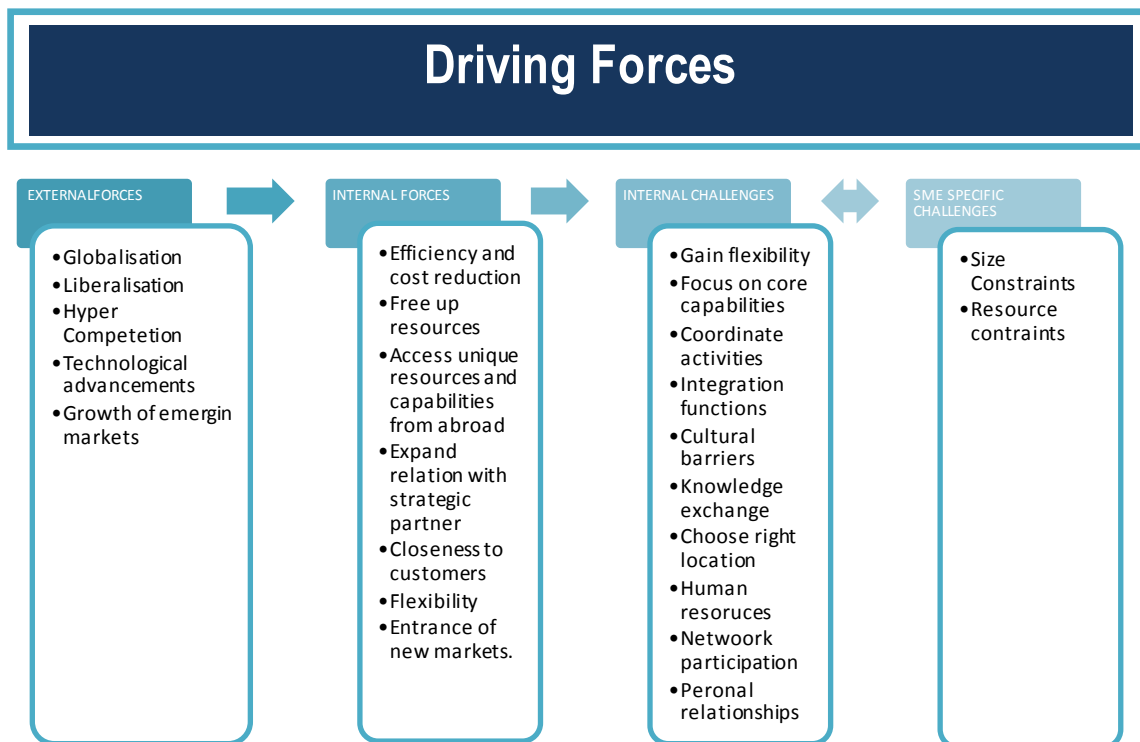 Driving Forces
EXTERNALFORCES
•Globalisation
•Liberalisation
•Hyper
Competetion
•Technological
advancements
•Growth of emergin
markets
INTERNAL FORCES
•Efficiency and
cost reduction
•Free up
resources
•Access unique
resources and
capabilities
from abroad
•Expand
relation with
strategic
partner
•Closeness to
customers
•Flexibility
•Entrance of
new markets.
INTERNAL CHALLENGES
•Gain flexibility
•Focus on core
capabilities
•Coordinate
activities
•Integration
functions
•Cultural
barriers
•Knowledge
exchange
•Choose right
location
•Human
resoruces
•Netwoork
participation
•Peronal
relationships
SME SPECIFIC
CHALLENGES
•Size
Constraints
•Resource
contraints